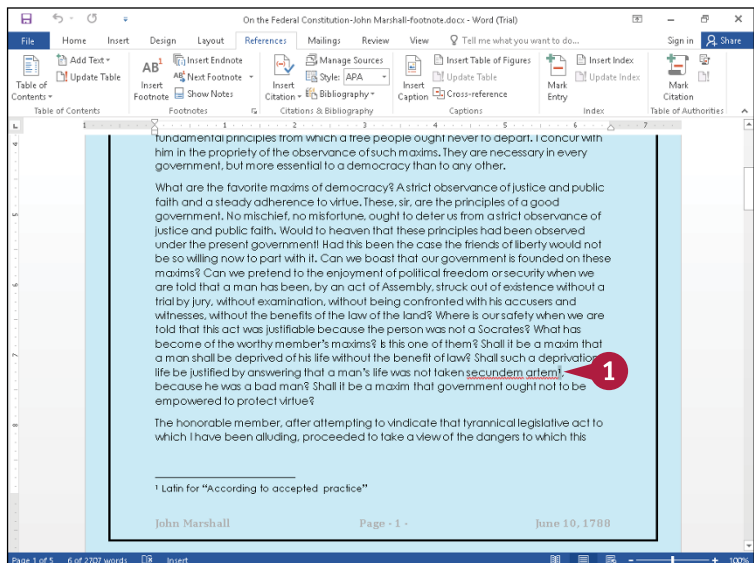 On the Federal Constitution-John Marshall-footnote.docx - Word (Trial)
File Home Insert Design Layout References Mailings Review View Tell me what you want to do... Sign in Share
Table of Contents
Add Text
Update Table
AB¹ Insert Footnote
Insert Endnote
Next Footnote
Show Notes
Insert Citation
Manage Sources
Style: APA
Bibliography
Insert Caption
Insert Table of Figures
Update Table
Cross-reference
Mark Entry
Insert Index
Update Index
Mark Citation
Table of Contents Footnotes Citations & Bibliography Captions Index Table of Authorities
1 1 2 3 4 5 6 7
fundamental principles from which a free people ought never to depart. I concur with
him in the propriety of the observance of such maxims. They are necessary in every
government, but more essential to a democracy than to any other.
What are the favorite maxims of democracy? A strict observance of justice and public
faith and a steady adherence to virtue. These, sir, are the principles of a good
government. No mischief, no misfortune, ought to deter us from a strict observance of
justice and public faith. Would to heaven that these principles had been observed
under the present government! Had this been the case the friends of liberty would not
be so willing now to part with it. Can we boast that our government is founded on these
maxims? Can we pretend to the enjoyment of political freedom or security when we
are told that a man has been, by an act of Assembly, struck out of existence without a
trial by jury, without examination, without being confronted with his accusers and
witnesses, without the benefits of the law of the land? Where is our safety when we are
told that this act was justifiable because the person was not a Socrates? What has
become of the worthy member's maxims? Is this one of them? Shall it be a maxim that
a man shall be deprived of his life without the benefit of law? Shall such a deprivation
life be justified by answering that a man's life was not taken secundem artem¹,
1
because he was a bad man? Shall it be a maxim that government ought not to be
empowered to protect virtue?
The honorable member, after attempting to vindicate that tyrannical legislative act to
which I have been alluding, proceeded to take a view of the dangers to which this
¹ Latin for “According to accepted practice”
John Marshall Page - 1 - June 10, 1788
Page 1 of 5 6 of 2707 words Insert 100%